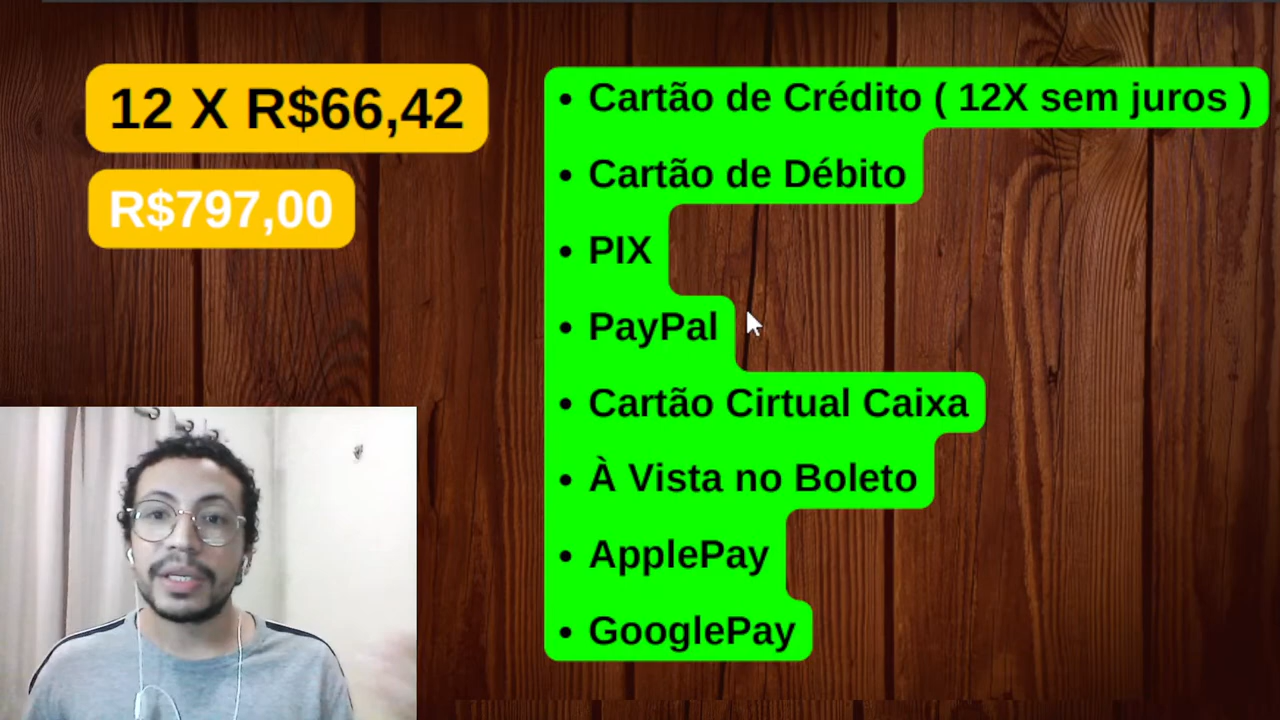 12 X R$66,42
R$797,00
• Cartão de Crédito ( 12X sem juros )
• Cartão de Débito
• PIX
• PayPal
• Cartão Cirtual Caixa
• À Vista no Boleto
• ApplePay
• GooglePay